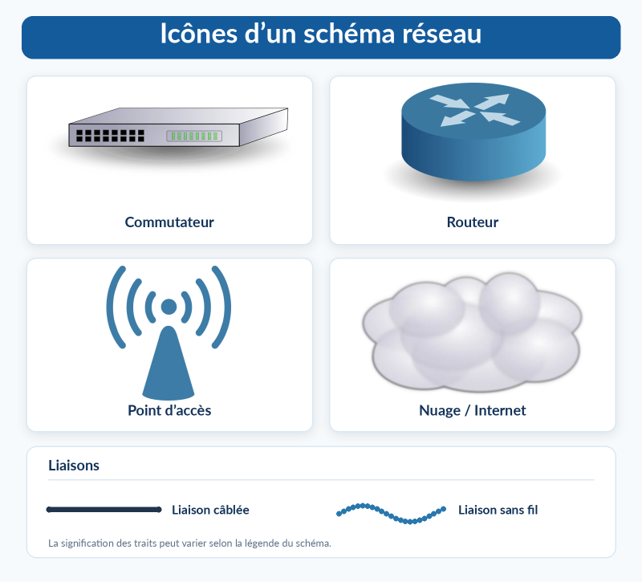 Icônes d’un schéma réseau
Commutateur
Routeur
Point d’accès
Nuage / Internet
Liaisons
Liaison câblée
Liaison sans fil
La signification des traits peut varier selon la légende du schéma.